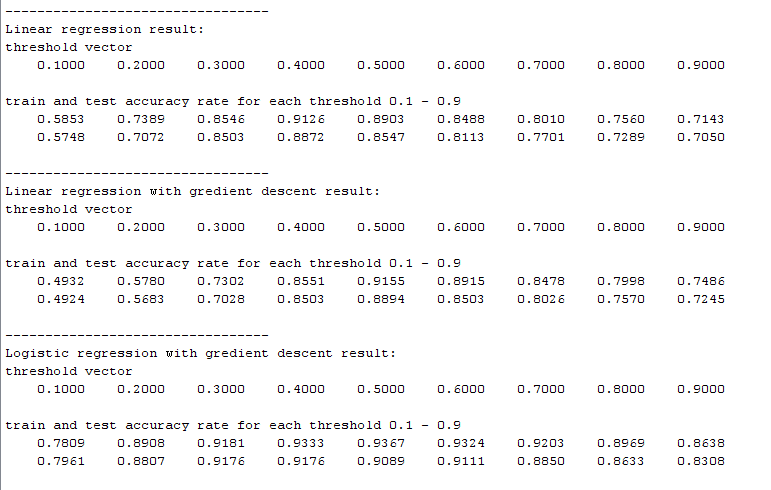 ---------------------------------
Linear regression result:
threshold vector
0.1000 0.2000 0.3000 0.4000 0.5000 0.6000 0.7000 0.8000 0.9000
train and test accuracy rate for each threshold 0.1 - 0.9
0.5853 0.7389 0.8546 0.9126 0.8903 0.8488 0.8010 0.7560 0.7143
0.5748 0.7072 0.8503 0.8872 0.8547 0.8113 0.7701 0.7289 0.7050
---------------------------------
Linear regression with gredient descent result:
threshold vector
0.1000 0.2000 0.3000 0.4000 0.5000 0.6000 0.7000 0.8000 0.9000
train and test accuracy rate for each threshold 0.1 - 0.9
0.4932 0.5780 0.7302 0.8551 0.9155 0.8915 0.8478 0.7998 0.7486
0.4924 0.5683 0.7028 0.8503 0.8894 0.8503 0.8026 0.7570 0.7245
---------------------------------
Logistic regression with gredient descent result:
threshold vector
0.1000 0.2000 0.3000 0.4000 0.5000 0.6000 0.7000 0.8000 0.9000
train and test accuracy rate for each threshold 0.1 - 0.9
0.7809 0.8908 0.9181 0.9333 0.9367 0.9324 0.9203 0.8969 0.8638
0.7961 0.8807 0.9176 0.9176 0.9089 0.9111 0.8850 0.8633 0.8308